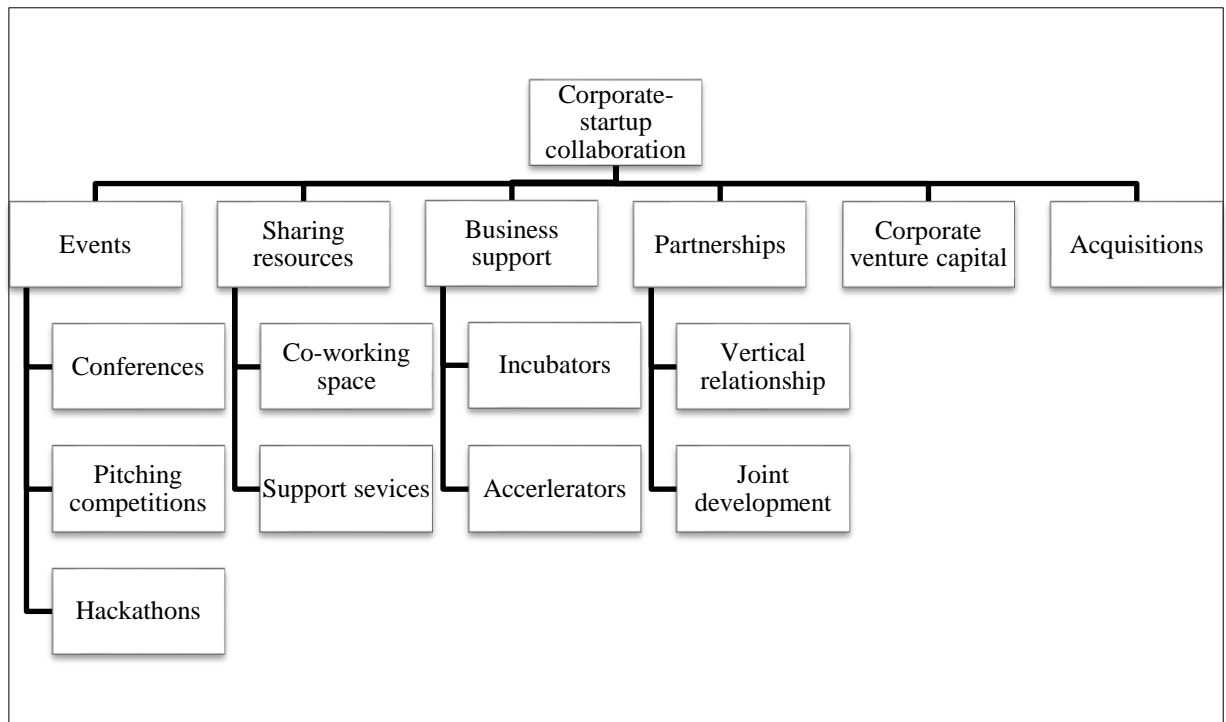 Corporate-
startup
collaboration
Events
Sharing
resources
Business
support
Partnerships
Corporate
venture capital
Acquisitions
Conferences
Co-working
space
Incubators
Vertical
relationship
Pitching
competitions
Support sevices
Accerlerators
Joint
development
Hackathons